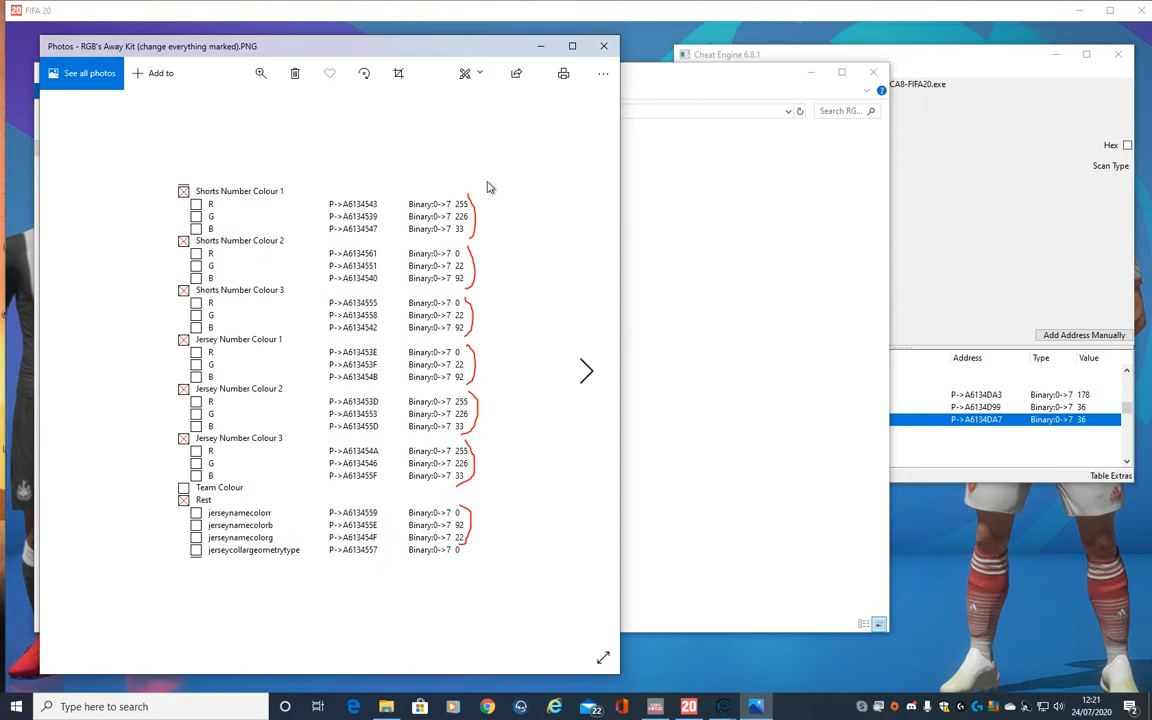 20 FIFA 20
Photos - RGB's Away Kit (change everything marked).PNG
Cheat Engine 6.8.1
See all photos
Add to
CA8-FIFA20.exe
Search RG...
Hex
Scan Type
Shorts Number Colour 1
R P->A6134543 Binary:0->7 255
G P->A6134539 Binary:0->7 226
B P->A6134547 Binary:0->7 33
Shorts Number Colour 2
R P->A6134561 Binary:0->7 0
G P->A6134551 Binary:0->7 22
B P->A6134540 Binary:0->7 92
Shorts Number Colour 3
R P->A6134555 Binary:0->7 0
G P->A6134558 Binary:0->7 22
B P->A6134542 Binary:0->7 92
Jersey Number Colour 1
R P->A613453E Binary:0->7 0
G P->A613453F Binary:0->7 22
B P->A613454B Binary:0->7 92
Jersey Number Colour 2
R P->A613453D Binary:0->7 255
G P->A6134553 Binary:0->7 226
B P->A613455D Binary:0->7 33
Jersey Number Colour 3
R P->A613454A Binary:0->7 255
G P->A6134546 Binary:0->7 226
B P->A613455F Binary:0->7 33
Team Colour
Rest
jerseynamecolorr P->A6134559 Binary:0->7 0
jerseynamecolorb P->A613455E Binary:0->7 92
jerseynamecolorg P->A613454F Binary:0->7 22
jerseycollargeometrytype P->A6134557 Binary:0->7 0
Add Address Manually
Address Type Value
P->A6134DA3 Binary:0->7 178
P->A6134D99 Binary:0->7 36
P->A6134DA7 Binary:0->7 36
Table Extras
Type here to search
22
20
12:21
24/07/2020
2